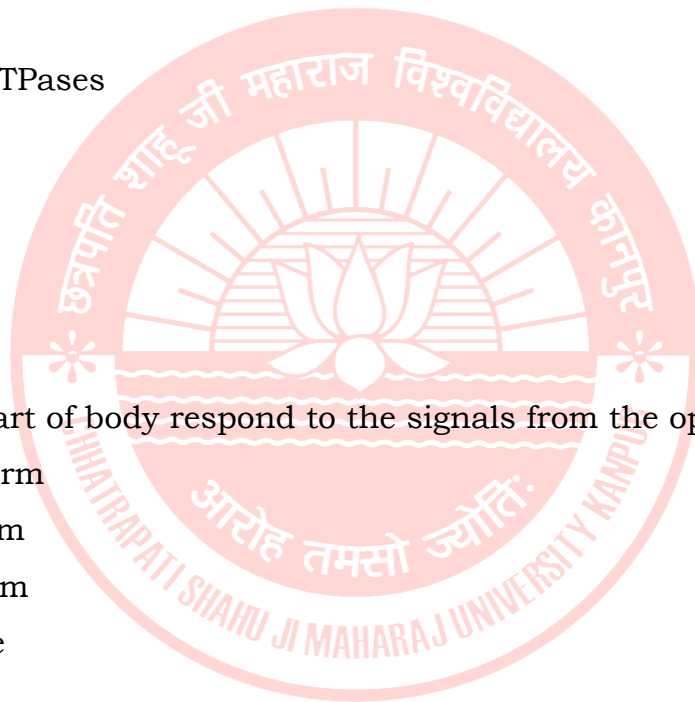 TPases
छत्रपति शाहू जी महाराज विश्वविद्यालय कानपुर
art of body respond to the signals from the op
rm
m
m
e
आरोह तमसो ज्योतिः
CHHATRAPATI SHAHU JI MAHARAJ UNIVERSITY KANPUR